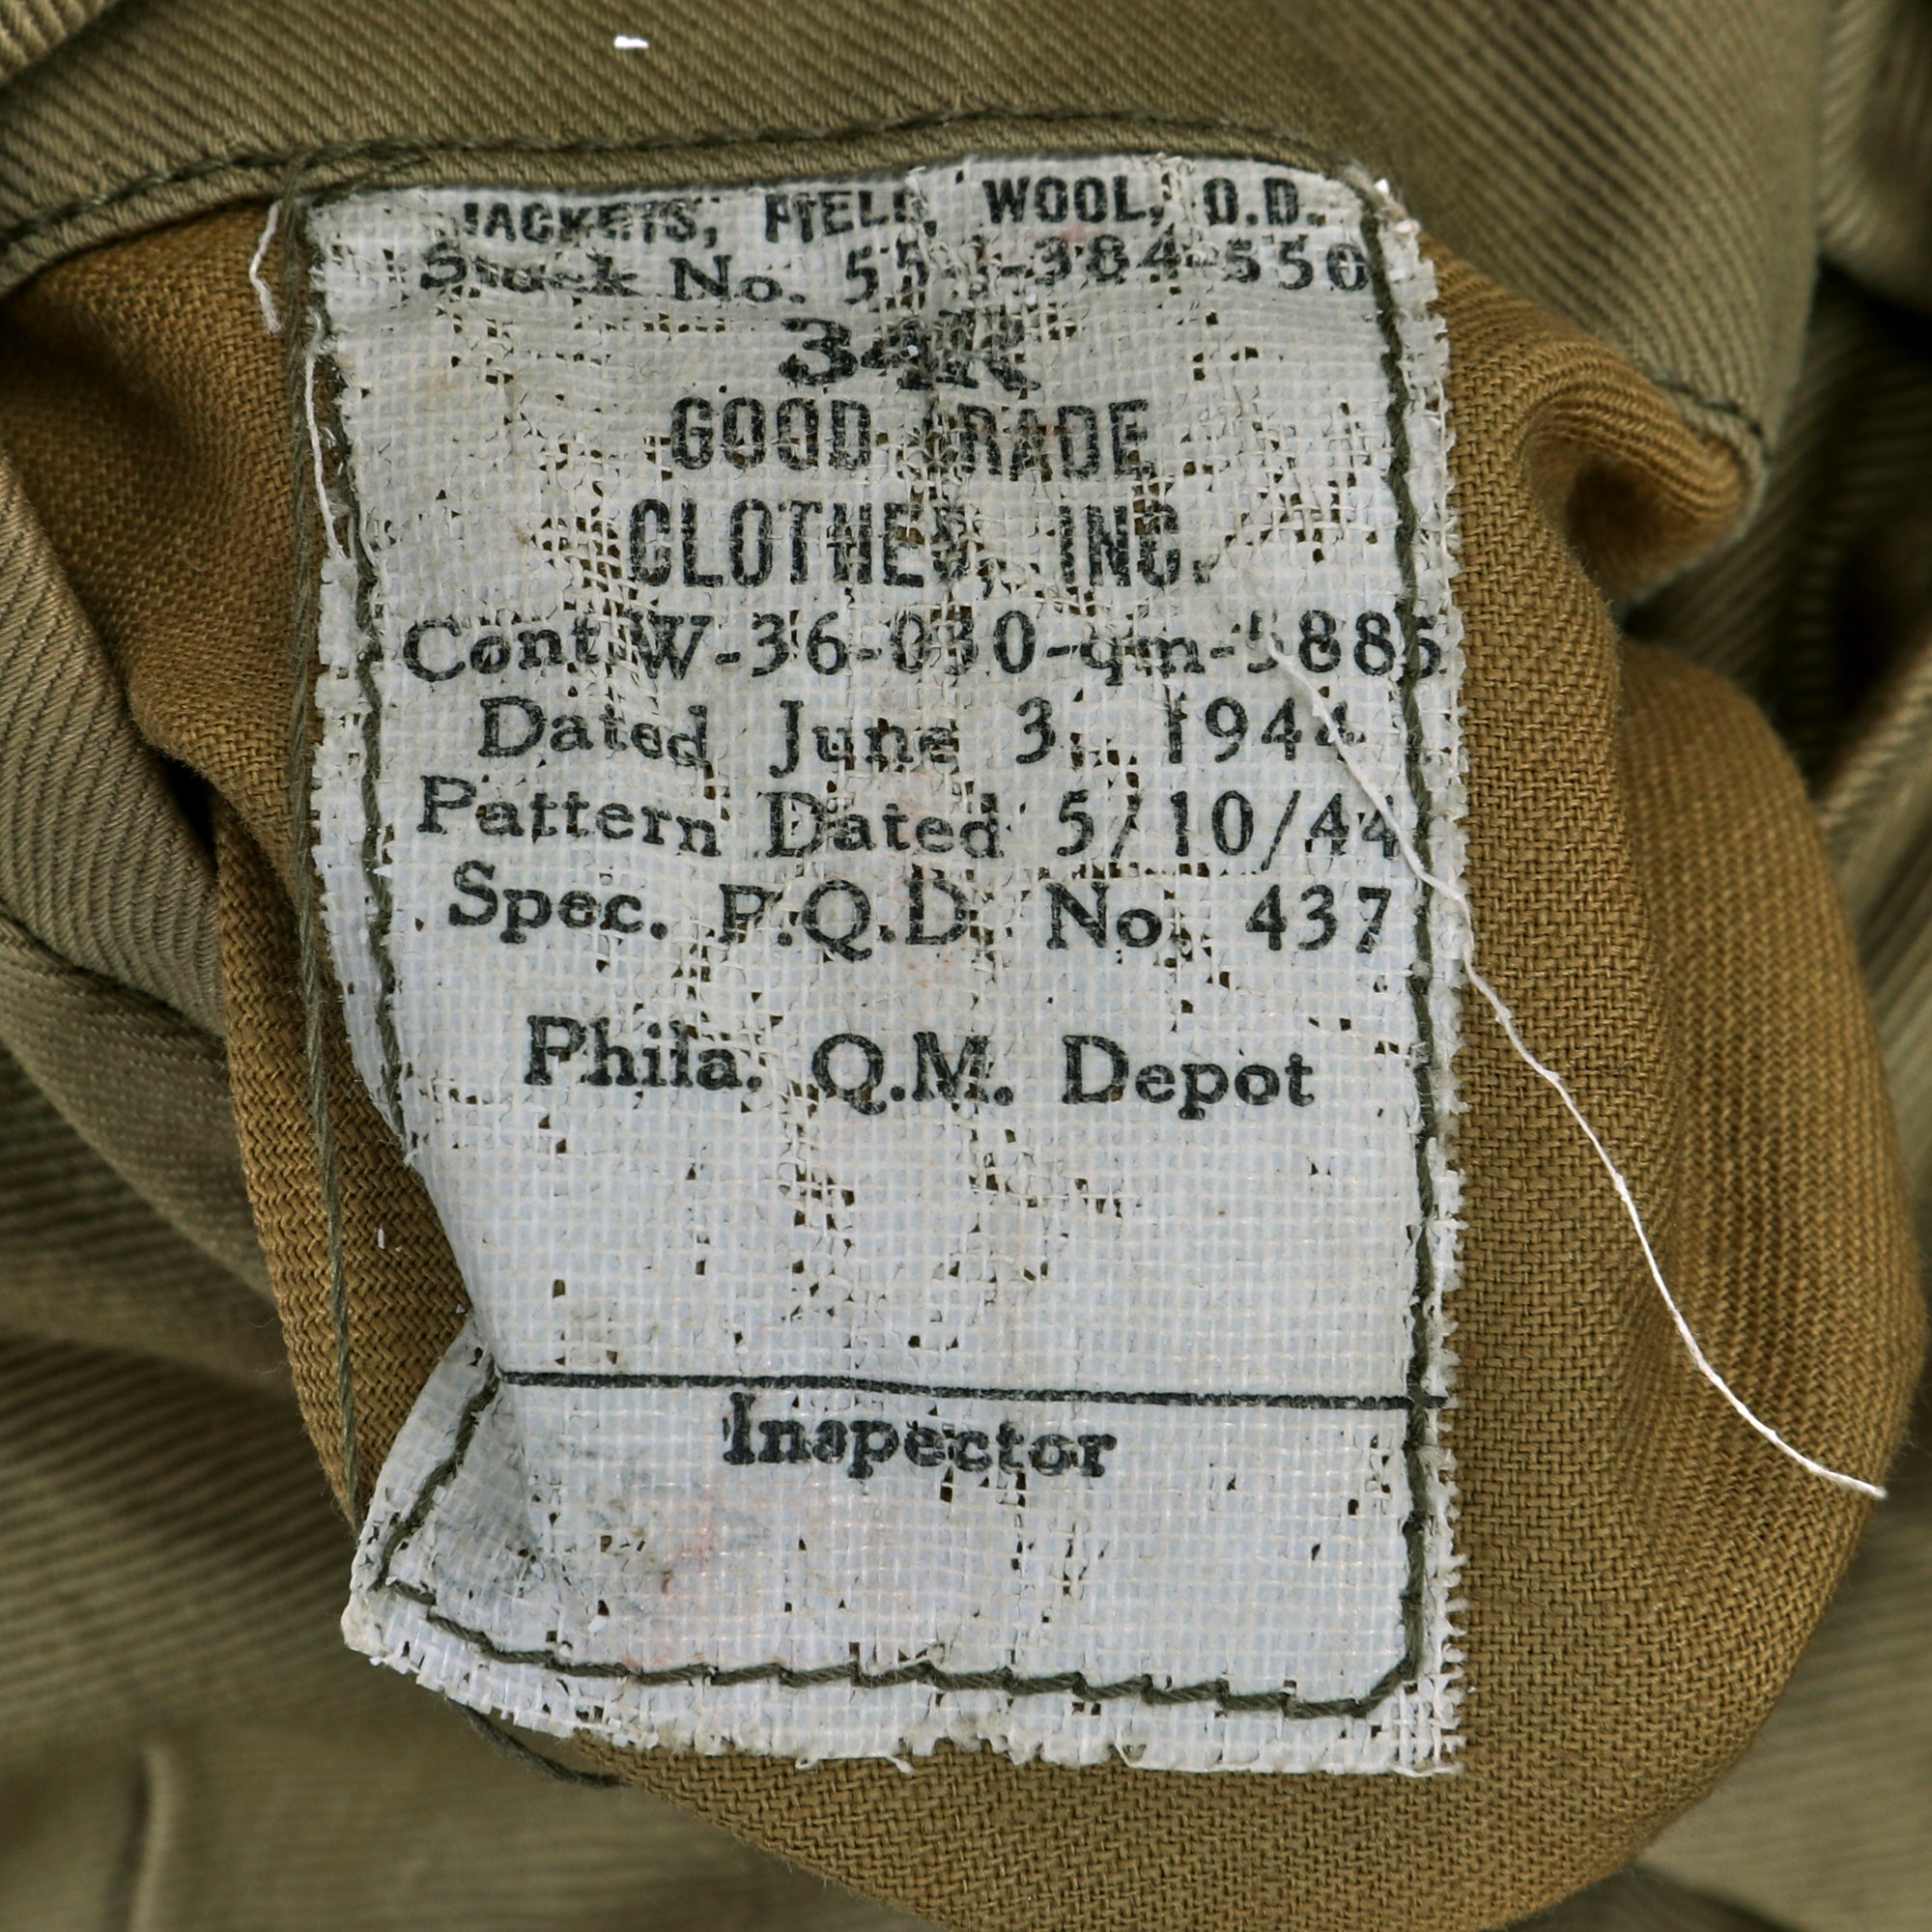 JACKETS, FIELD, WOOL, O.D.
Stock No. 55-J-384-550
34R
GOOD GRADE
CLOTHES, INC.
Cont W-36-030-qm-5885
Dated June 3, 1944
Pattern Dated 5/10/44
Spec. P.Q.D. No. 437
Phila. Q.M. Depot
Inspector